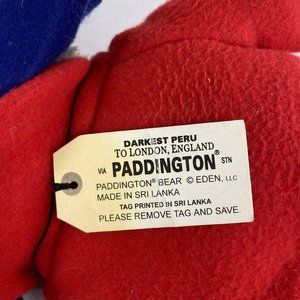 DARKEST PERU
TO LONDON, ENGLAND
VIA PADDINGTON® STN
PADDINGTON® BEAR © EDEN, LLC
MADE IN SRI LANKA
TAG PRINTED IN SRI LANKA
PLEASE REMOVE TAG AND SAVE.